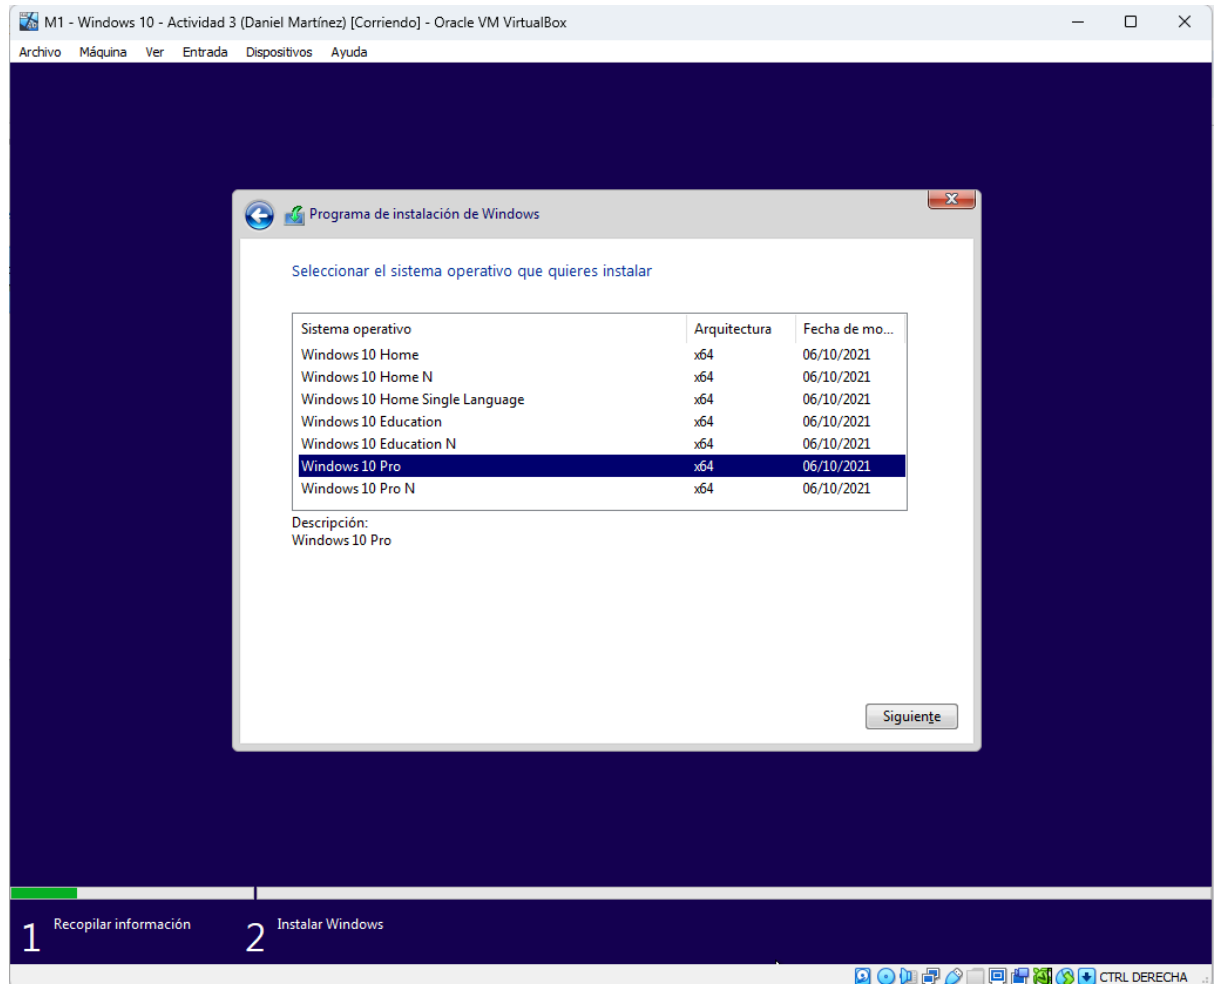 M1 - Windows 10 - Actividad 3 (Daniel Martínez) [Corriendo] - Oracle VM VirtualBox
Archivo Máquina Ver Entrada Dispositivos Ayuda
Programa de instalación de Windows
Seleccionar el sistema operativo que quieres instalar
Sistema operativo Arquitectura Fecha de mo...
Windows 10 Home x64 06/10/2021
Windows 10 Home N x64 06/10/2021
Windows 10 Home Single Language x64 06/10/2021
Windows 10 Education x64 06/10/2021
Windows 10 Education N x64 06/10/2021
Windows 10 Pro x64 06/10/2021
Windows 10 Pro N x64 06/10/2021
Descripción:
Windows 10 Pro
Siguiente
1 Recopilar información 2 Instalar Windows
CTRL DERECHA